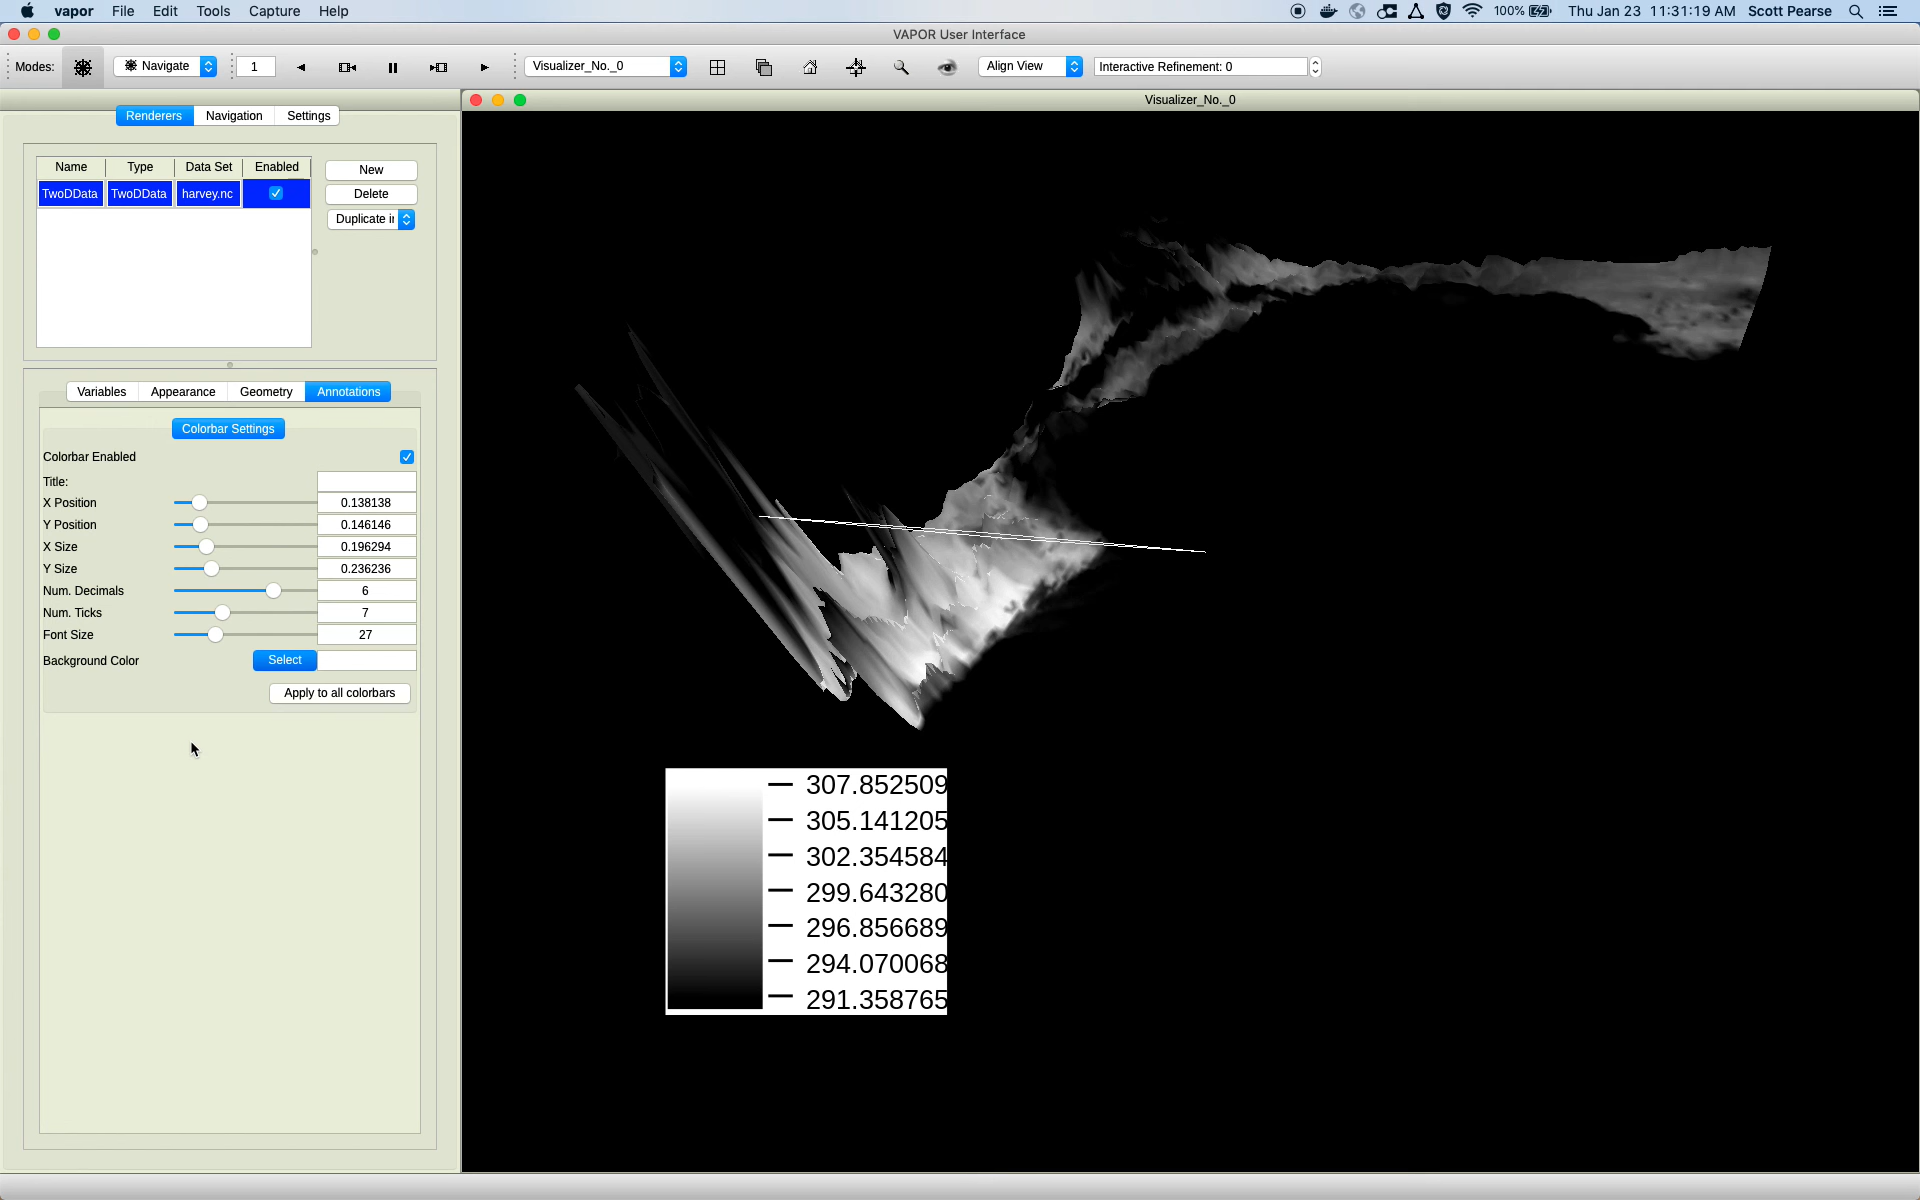 vapor File Edit Tools Capture Help 100% Thu Jan 23 11:31:19 AM Scott Pearse
VAPOR User Interface
Modes: Navigate 1 Visualizer_No._0 Align View Interactive Refinement: 0
Visualizer_No._0
Renderers Navigation Settings
Name Type Data Set Enabled
TwoDData TwoDData harvey.nc
New
Delete
Duplicate ir
Variables Appearance Geometry Annotations
Colorbar Settings
Colorbar Enabled
Title:
X Position 0.138138
Y Position 0.146146
X Size 0.196294
Y Size 0.236236
Num. Decimals 6
Num. Ticks 7
Font Size 27
Background Color Select
Apply to all colorbars
307.852509
305.141205
302.354584
299.643280
296.856689
294.070068
291.358765